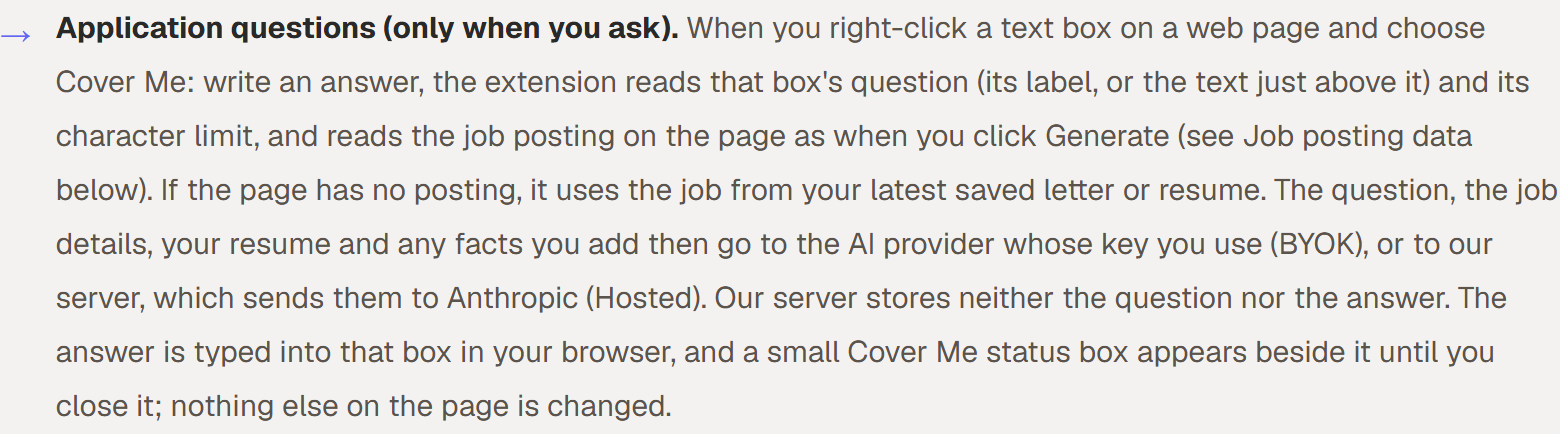 → Application questions (only when you ask). When you right-click a text box on a web page and choose
Cover Me: write an answer, the extension reads that box's question (its label, or the text just above it) and its
character limit, and reads the job posting on the page as when you click Generate (see Job posting data
below). If the page has no posting, it uses the job from your latest saved letter or resume. The question, the job
details, your resume and any facts you add then go to the AI provider whose key you use (BYOK), or to our
server, which sends them to Anthropic (Hosted). Our server stores neither the question nor the answer. The
answer is typed into that box in your browser, and a small Cover Me status box appears beside it until you
close it; nothing else on the page is changed.